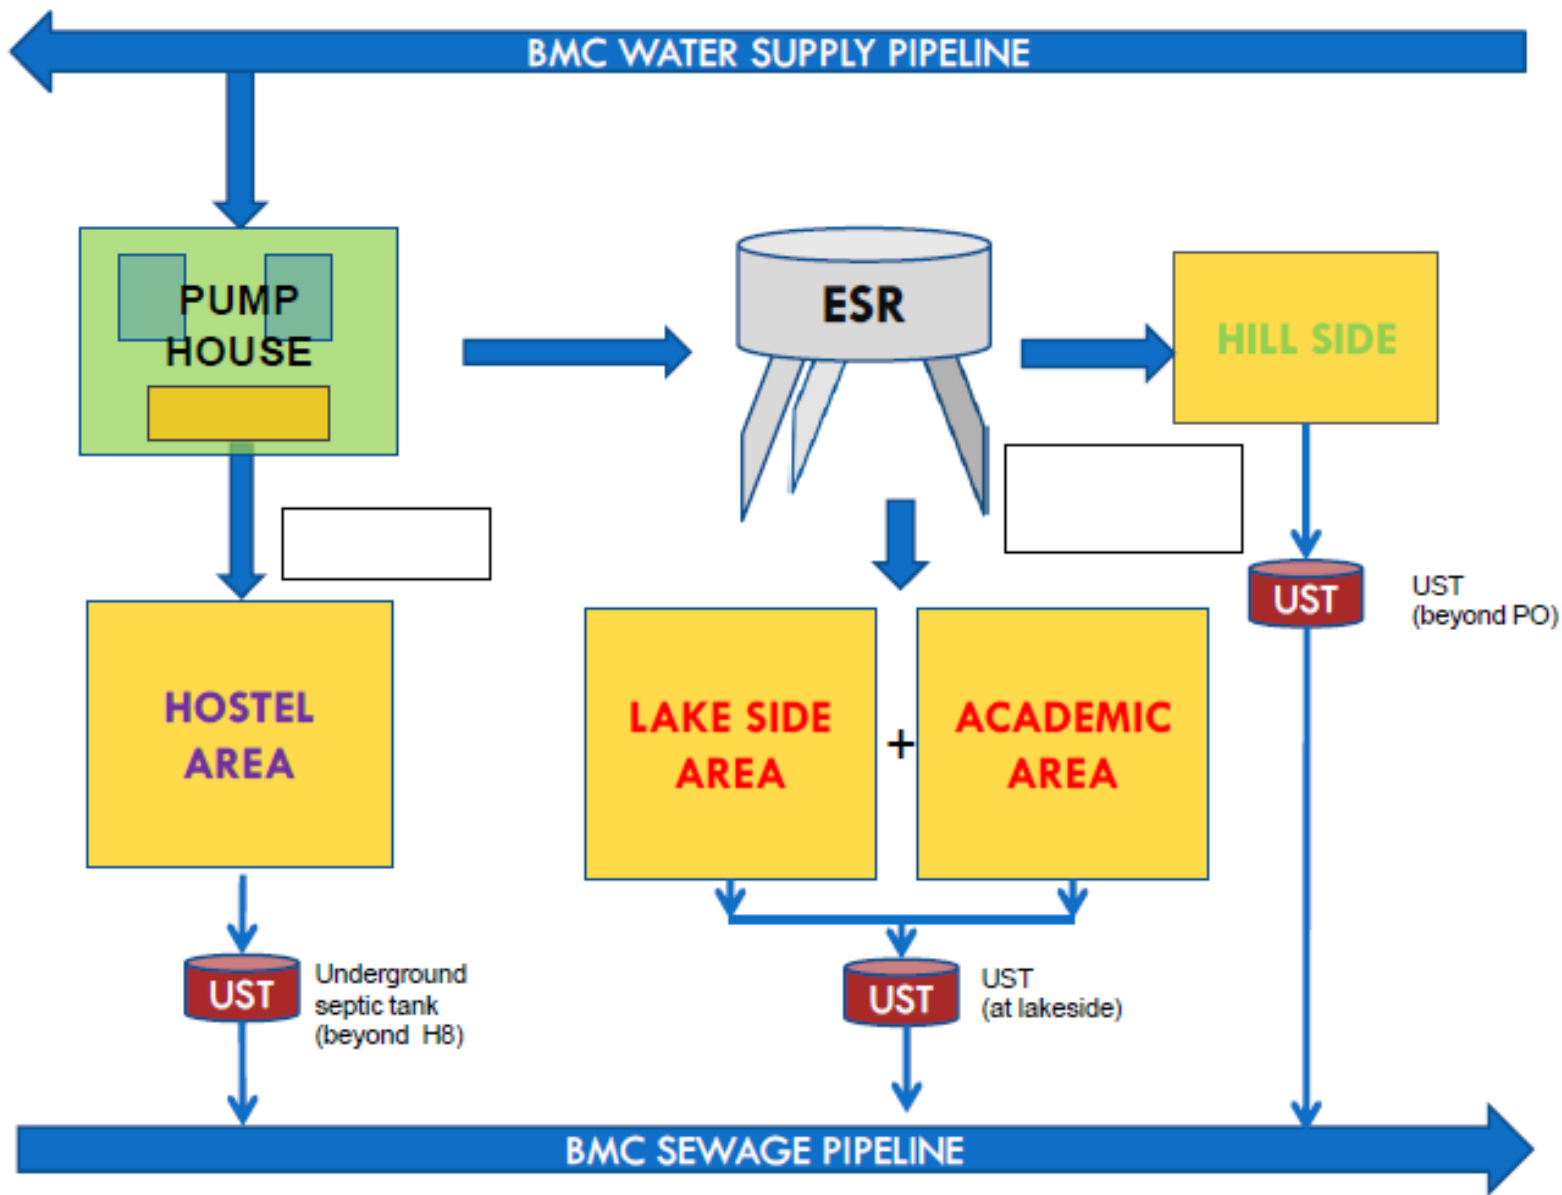 BMC WATER SUPPLY PIPELINE
PUMP
HOUSE
ESR
HILL SIDE
UST
UST
(beyond PO)
HOSTEL
AREA
LAKE SIDE
AREA
+
ACADEMIC
AREA
UST
Underground
septic tank
(beyond H8)
UST
UST
(at lakeside)
BMC SEWAGE PIPELINE